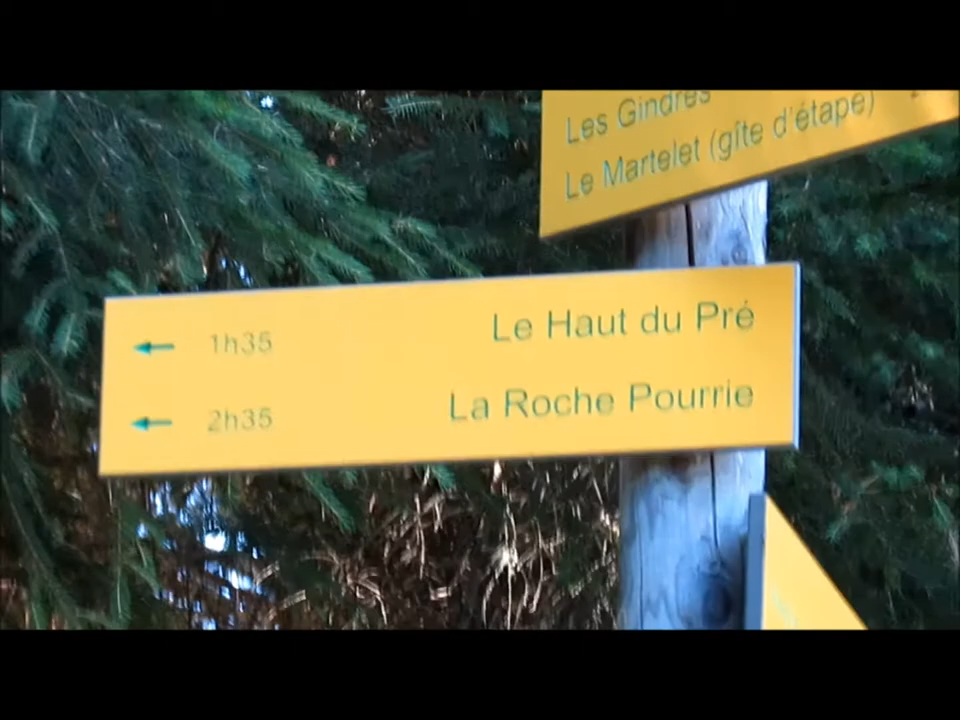 Les Gindres
Le Martelet (gîte d'étape)
← 1h35 Le Haut du Pré
← 2h35 La Roche Pourrie